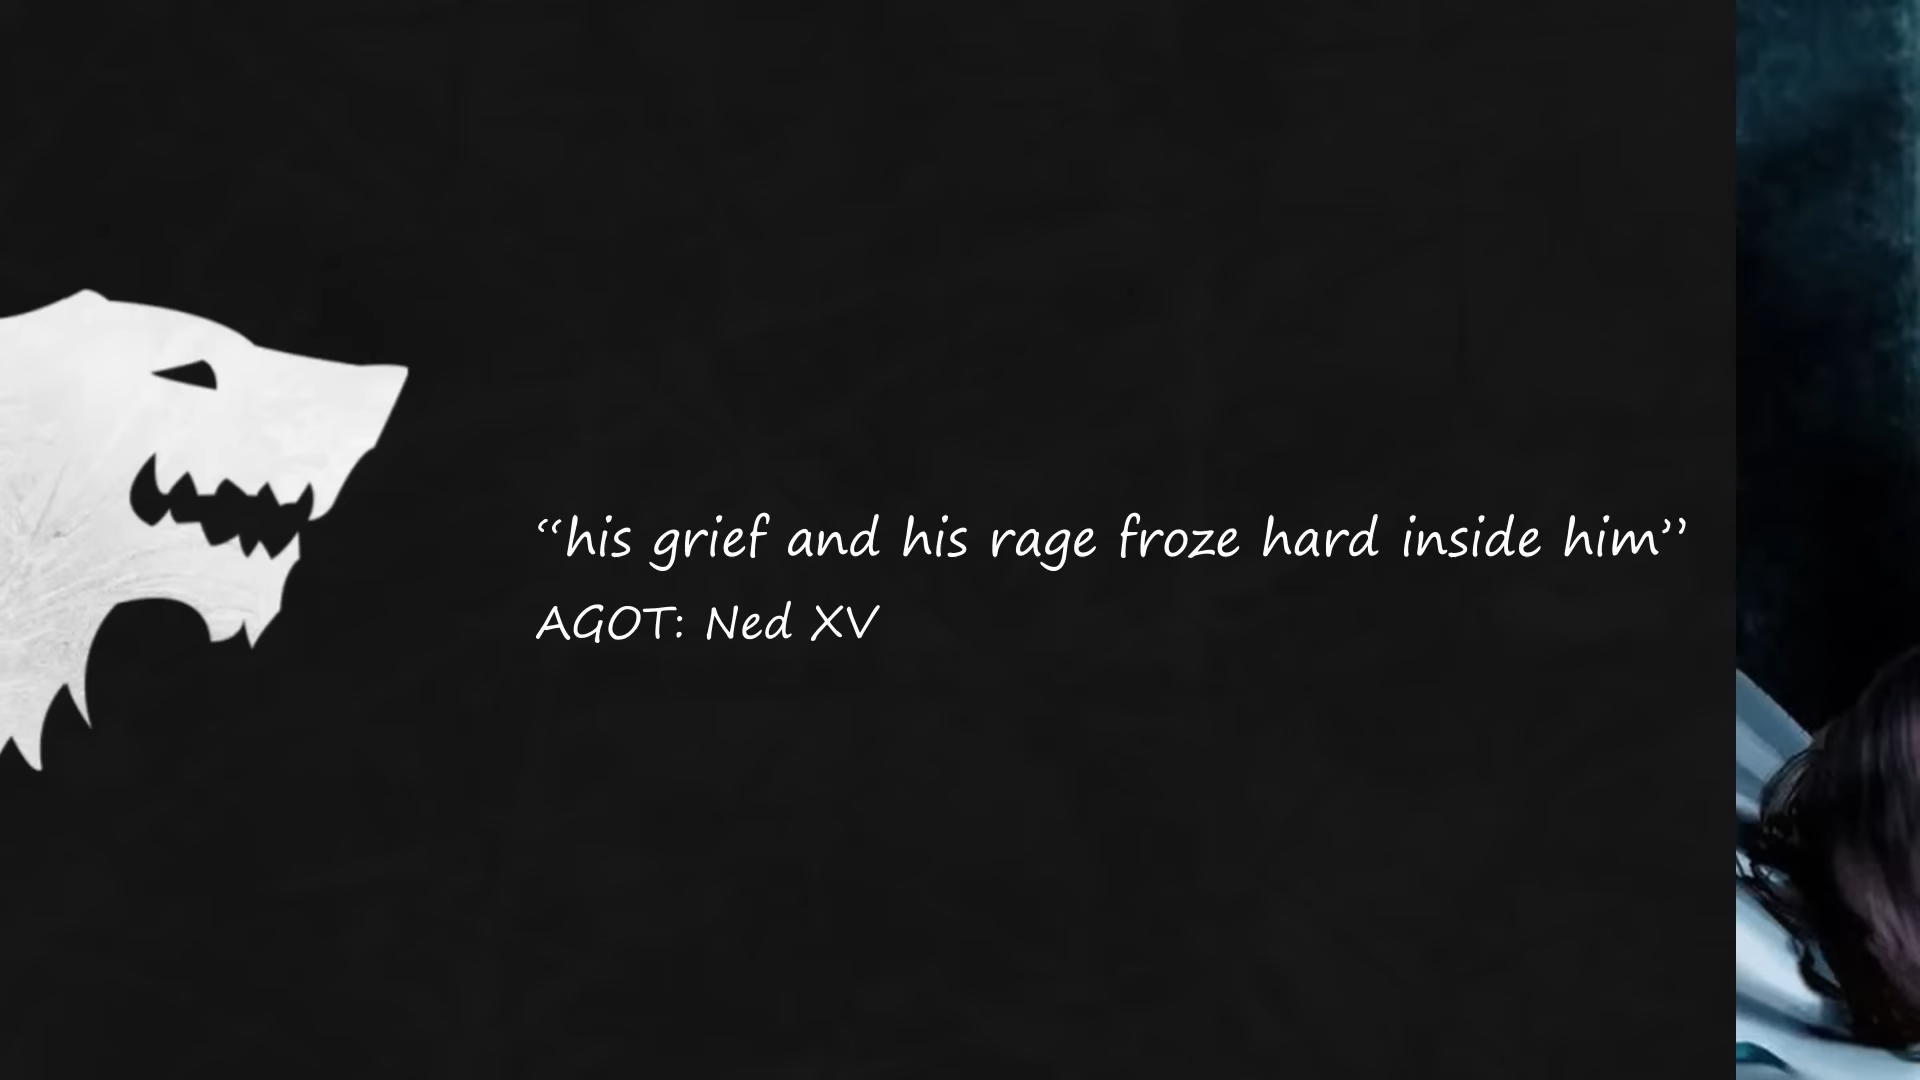 “his grief and his rage froze hard inside him”
AGOT: Ned XV